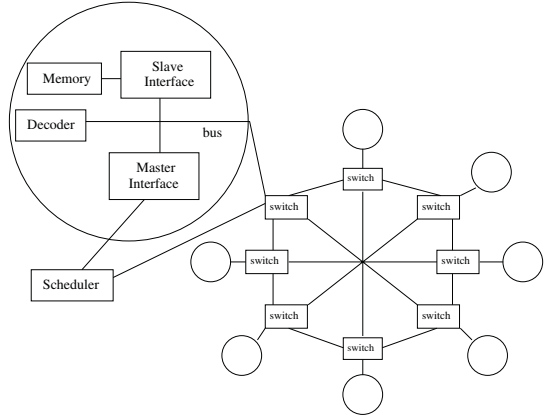 Slave
Interface
Memory
Decoder
bus
Master
Interface
Scheduler
switch
switch
switch
switch
switch
switch
switch
switch